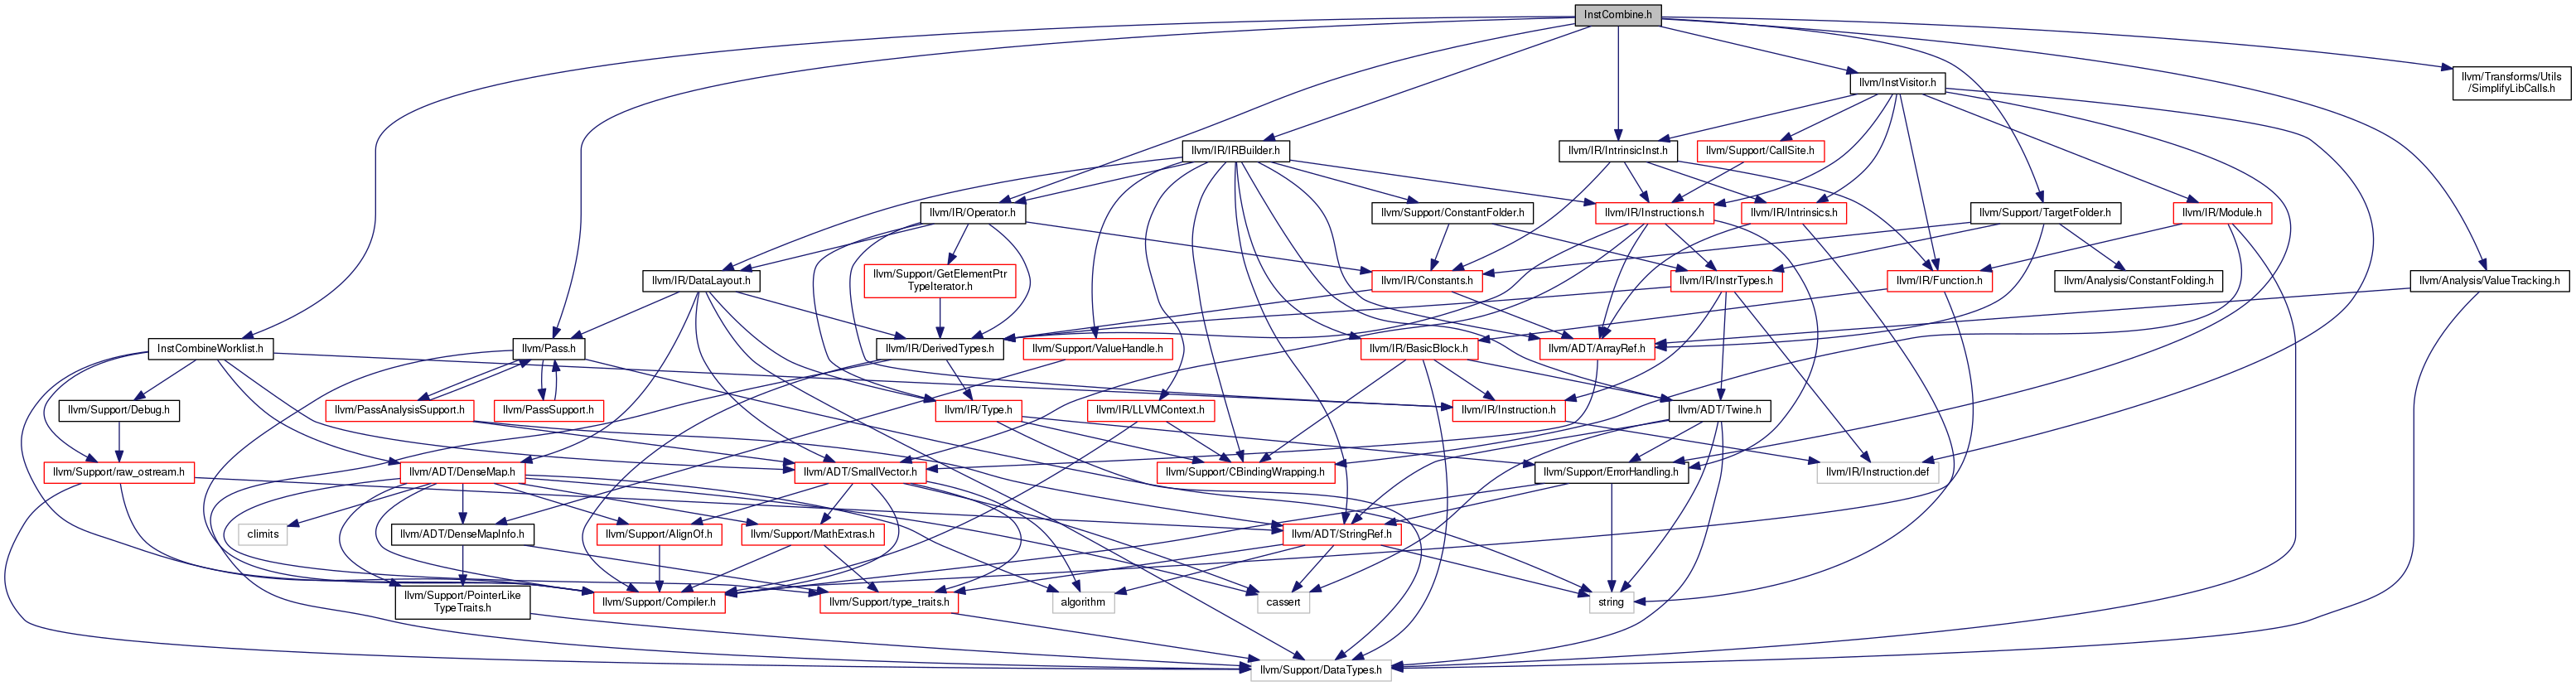 InstCombine.h
llvm/Transforms/Utils
/SimplifyLibCalls.h
llvm/InstVisitor.h
llvm/IR/IRBuilder.h
llvm/IR/IntrinsicInst.h
llvm/Support/CallSite.h
llvm/IR/Operator.h
llvm/Support/ConstantFolder.h
llvm/IR/Instructions.h
llvm/IR/Intrinsics.h
llvm/Support/TargetFolder.h
llvm/IR/Module.h
llvm/IR/DataLayout.h
llvm/Support/GetElementPtr
TypeIterator.h
llvm/IR/Constants.h
llvm/IR/InstrTypes.h
llvm/IR/Function.h
llvm/Analysis/ConstantFolding.h
llvm/Analysis/ValueTracking.h
InstCombineWorklist.h
llvm/Pass.h
llvm/IR/DerivedTypes.h
llvm/Support/ValueHandle.h
llvm/IR/BasicBlock.h
llvm/ADT/ArrayRef.h
llvm/Support/Debug.h
llvm/PassAnalysisSupport.h
llvm/PassSupport.h
llvm/IR/Type.h
llvm/IR/LLVMContext.h
llvm/IR/Instruction.h
llvm/ADT/Twine.h
llvm/Support/raw_ostream.h
llvm/ADT/DenseMap.h
llvm/ADT/SmallVector.h
llvm/Support/CBindingWrapping.h
llvm/Support/ErrorHandling.h
llvm/IR/Instruction.def
climits
llvm/ADT/DenseMapInfo.h
llvm/Support/AlignOf.h
llvm/Support/MathExtras.h
llvm/ADT/StringRef.h
llvm/Support/PointerLike
TypeTraits.h
llvm/Support/Compiler.h
llvm/Support/type_traits.h
algorithm
cassert
string
llvm/Support/DataTypes.h